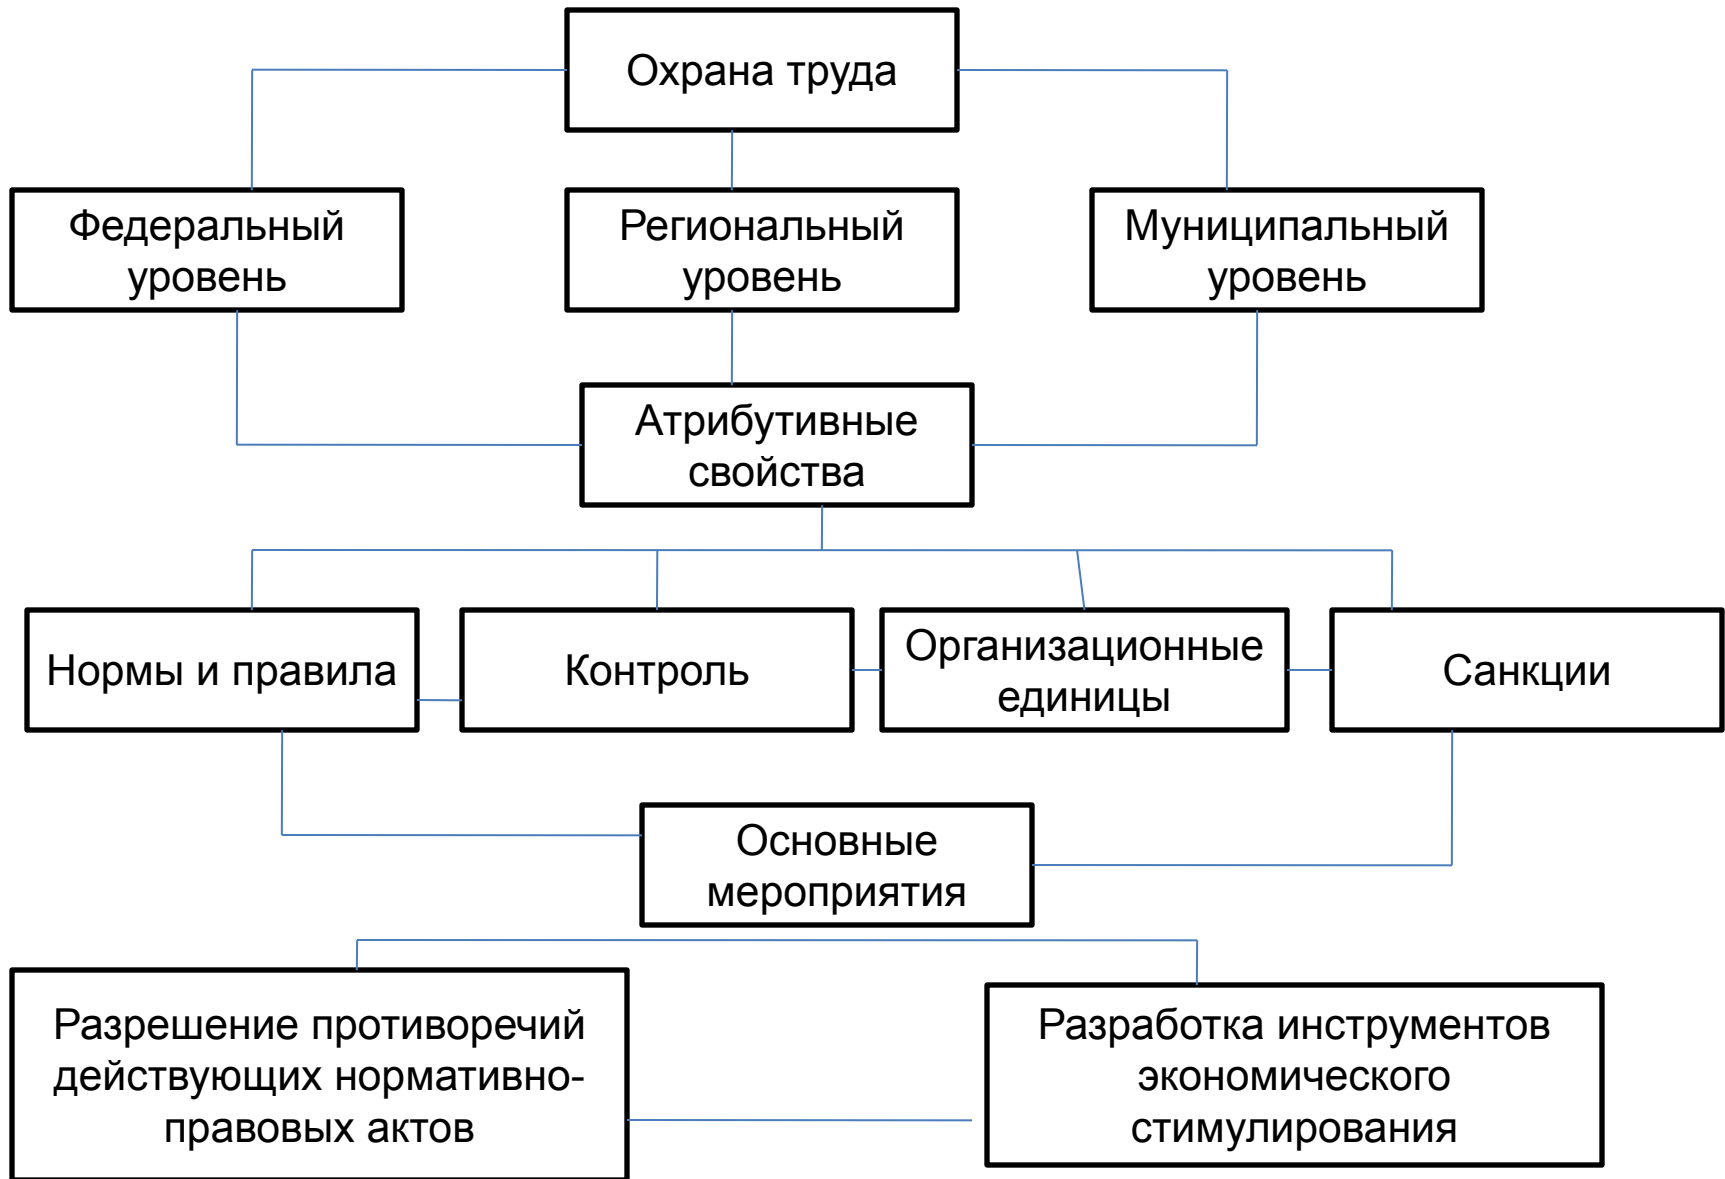 Охрана труда
Федеральный
уровень
Региональный
уровень
Муниципальный
уровень
Атрибутивные
свойства
Нормы и правила
Контроль
Организационные
единицы
Санкции
Основные
мероприятия
Разрешение противоречий
действующих нормативно-
правовых актов
Разработка инструментов
экономического
стимулирования